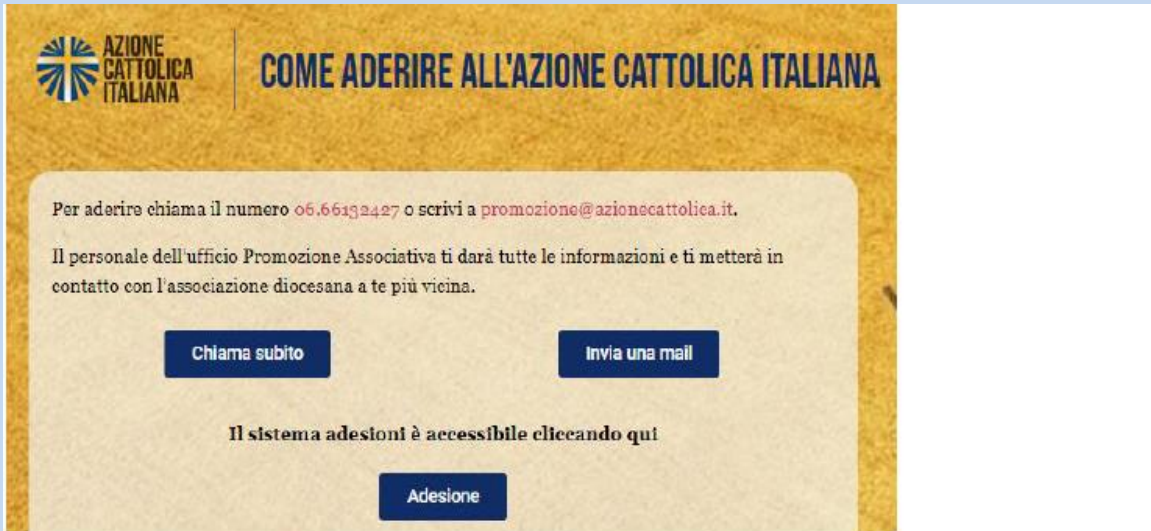 AZIONE
CATTOLICA
ITALIANA
COME ADERIRE ALL'AZIONE CATTOLICA ITALIANA
Per aderire chiama il numero 06.66132427 o scrivi a promozione@azionecattolica.it.
Il personale dell'ufficio Promozione Associativa ti darà tutte le informazioni e ti metterà in
contatto con l'associazione diocesana a te più vicina.
Chiama subito
Invia una mail
Il sistema adesioni è accessibile cliccando qui
Adesione